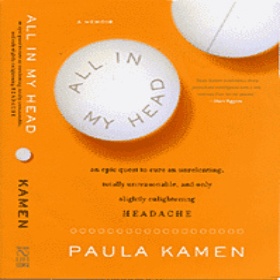 ALL IN MY HEAD
KAMEN
A MEMOIR
ALL IN
MY HEAD
an epic quest to cure an unrelenting,
totally unreasonable, and only
slightly enlightening
HEADACHE
PAULA KAMEN